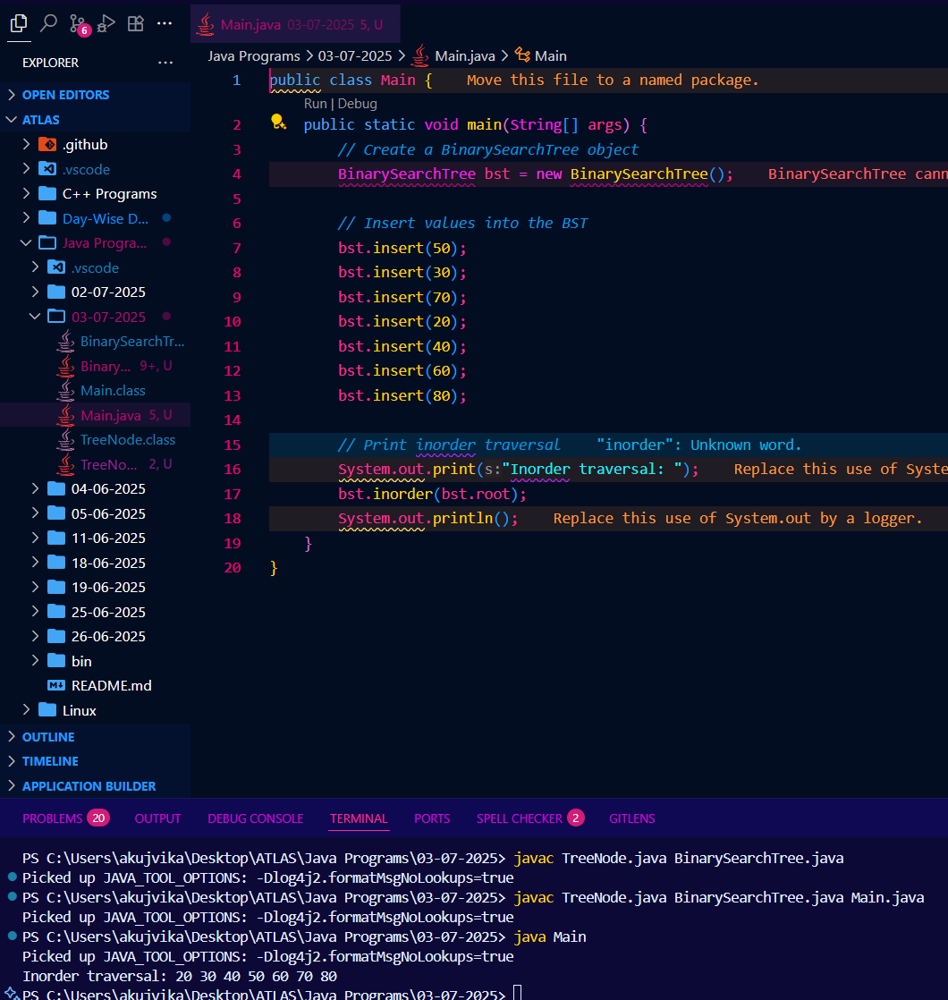 6
Main.java 03-07-2025 5, U
EXPLORER
Java Programs > 03-07-2025 > Main.java > Main
OPEN EDITORS
ATLAS
.github
.vscode
C++ Programs
Day-Wise D...
Java Progra...
.vscode
02-07-2025
03-07-2025
BinarySearchTr...
Binary... 9+, U
Main.class
Main.java 5, U
TreeNode.class
TreeNo... 2, U
04-06-2025
05-06-2025
11-06-2025
18-06-2025
19-06-2025
25-06-2025
26-06-2025
bin
README.md
Linux
OUTLINE
TIMELINE
APPLICATION BUILDER
1 public class Main { Move this file to a named package.
Run | Debug
2 public static void main(String[] args) {
3 // Create a BinarySearchTree object
4 BinarySearchTree bst = new BinarySearchTree(); BinarySearchTree cann
5
6 // Insert values into the BST
7 bst.insert(50);
8 bst.insert(30);
9 bst.insert(70);
10 bst.insert(20);
11 bst.insert(40);
12 bst.insert(60);
13 bst.insert(80);
14
15 // Print inorder traversal "inorder": Unknown word.
16 System.out.print(s:"Inorder traversal: "); Replace this use of Syste
17 bst.inorder(bst.root);
18 System.out.println(); Replace this use of System.out by a logger.
19 }
20 }
PROBLEMS 20 OUTPUT DEBUG CONSOLE TERMINAL PORTS SPELL CHECKER 2 GITLENS
PS C:\Users\akujvika\Desktop\ATLAS\Java Programs\03-07-2025> javac TreeNode.java BinarySearchTree.java
Picked up JAVA_TOOL_OPTIONS: -Dlog4j2.formatMsgNoLookups=true
PS C:\Users\akujvika\Desktop\ATLAS\Java Programs\03-07-2025> javac TreeNode.java BinarySearchTree.java Main.java
Picked up JAVA_TOOL_OPTIONS: -Dlog4j2.formatMsgNoLookups=true
PS C:\Users\akujvika\Desktop\ATLAS\Java Programs\03-07-2025> java Main
Picked up JAVA_TOOL_OPTIONS: -Dlog4j2.formatMsgNoLookups=true
Inorder traversal: 20 30 40 50 60 70 80
PS C:\Users\akujvika\Desktop\ATLAS\Java Programs\03-07-2025>